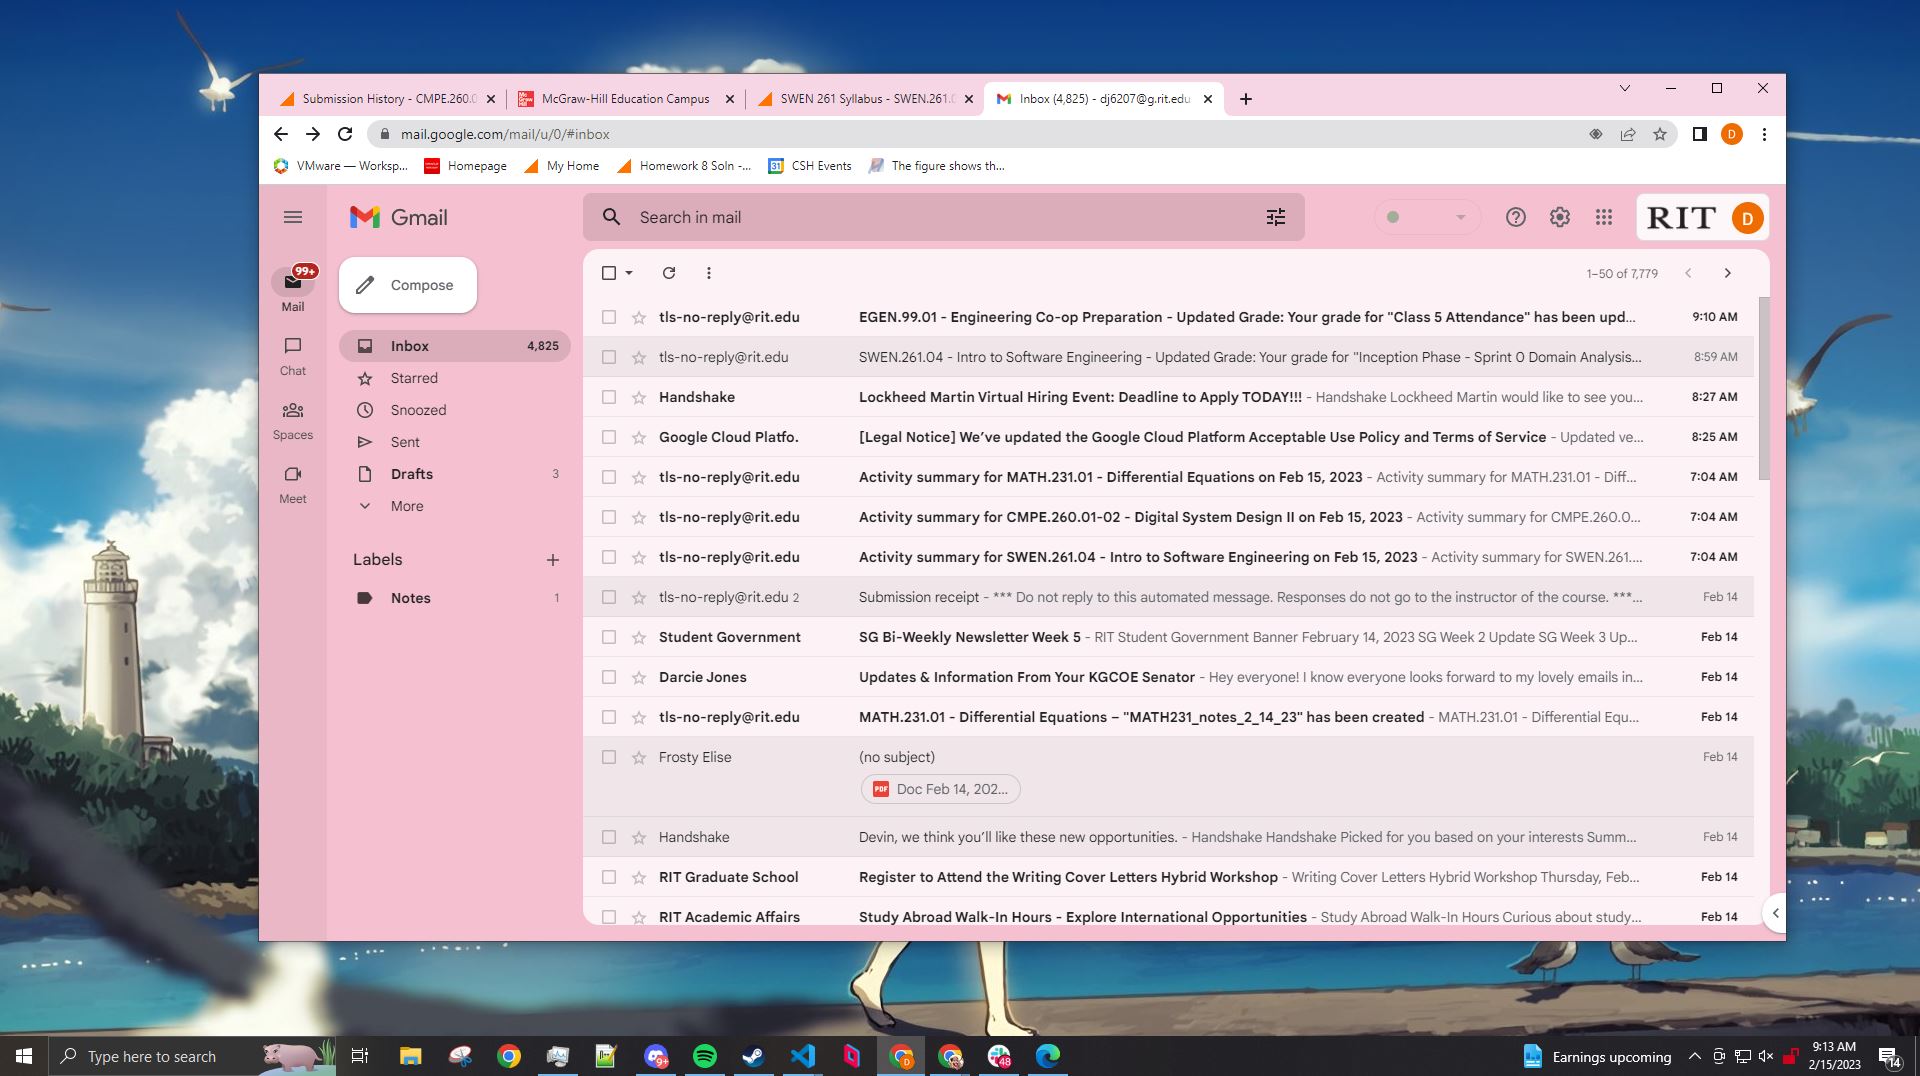 Submission History - CMPE.260.0
McGraw-Hill Education Campus
SWEN 261 Syllabus - SWEN.261.0
Inbox (4,825) - dj6207@g.rit.edu
mail.google.com/mail/u/0/#inbox
D
VMware — Worksp...
Homepage
My Home
Homework 8 Soln -...
31 CSH Events
The figure shows th...
Gmail
Search in mail
RIT D
99+
Mail
Chat
Spaces
Meet
Compose
Inbox 4,825
Starred
Snoozed
Sent
Drafts 3
More
Labels +
Notes 1
1–50 of 7,779
tls-no-reply@rit.edu EGEN.99.01 - Engineering Co-op Preparation - Updated Grade: Your grade for "Class 5 Attendance" has been upd... 9:10 AM
tls-no-reply@rit.edu SWEN.261.04 - Intro to Software Engineering - Updated Grade: Your grade for "Inception Phase - Sprint 0 Domain Analysis... 8:59 AM
Handshake Lockheed Martin Virtual Hiring Event: Deadline to Apply TODAY!!! - Handshake Lockheed Martin would like to see you... 8:27 AM
Google Cloud Platfo. [Legal Notice] We've updated the Google Cloud Platform Acceptable Use Policy and Terms of Service - Updated ve... 8:25 AM
tls-no-reply@rit.edu Activity summary for MATH.231.01 - Differential Equations on Feb 15, 2023 - Activity summary for MATH.231.01 - Diff... 7:04 AM
tls-no-reply@rit.edu Activity summary for CMPE.260.01-02 - Digital System Design II on Feb 15, 2023 - Activity summary for CMPE.260.0... 7:04 AM
tls-no-reply@rit.edu Activity summary for SWEN.261.04 - Intro to Software Engineering on Feb 15, 2023 - Activity summary for SWEN.261.... 7:04 AM
tls-no-reply@rit.edu 2 Submission receipt - *** Do not reply to this automated message. Responses do not go to the instructor of the course. ***... Feb 14
Student Government SG Bi-Weekly Newsletter Week 5 - RIT Student Government Banner February 14, 2023 SG Week 2 Update SG Week 3 Up... Feb 14
Darcie Jones Updates & Information From Your KGCOE Senator - Hey everyone! I know everyone looks forward to my lovely emails in... Feb 14
tls-no-reply@rit.edu MATH.231.01 - Differential Equations – "MATH231_notes_2_14_23" has been created - MATH.231.01 - Differential Equ... Feb 14
Frosty Elise (no subject) Feb 14
PDF Doc Feb 14, 202...
Handshake Devin, we think you'll like these new opportunities. - Handshake Handshake Picked for you based on your interests Summ... Feb 14
RIT Graduate School Register to Attend the Writing Cover Letters Hybrid Workshop - Writing Cover Letters Hybrid Workshop Thursday, Feb... Feb 14
RIT Academic Affairs Study Abroad Walk-In Hours - Explore International Opportunities - Study Abroad Walk-In Hours Curious about study... Feb 14
Type here to search
9+
D
48
Earnings upcoming
9:13 AM
2/15/2023
14